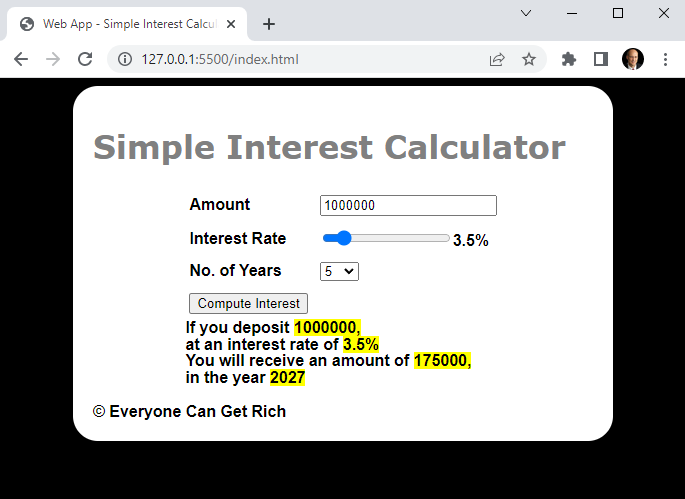 Web App - Simple Interest Calcul
127.0.0.1:5500/index.html
Simple Interest Calculator
Amount 1000000
Interest Rate 3.5%
No. of Years 5
Compute Interest
If you deposit 1000000,
at an interest rate of 3.5%
You will receive an amount of 175000,
in the year 2027
© Everyone Can Get Rich